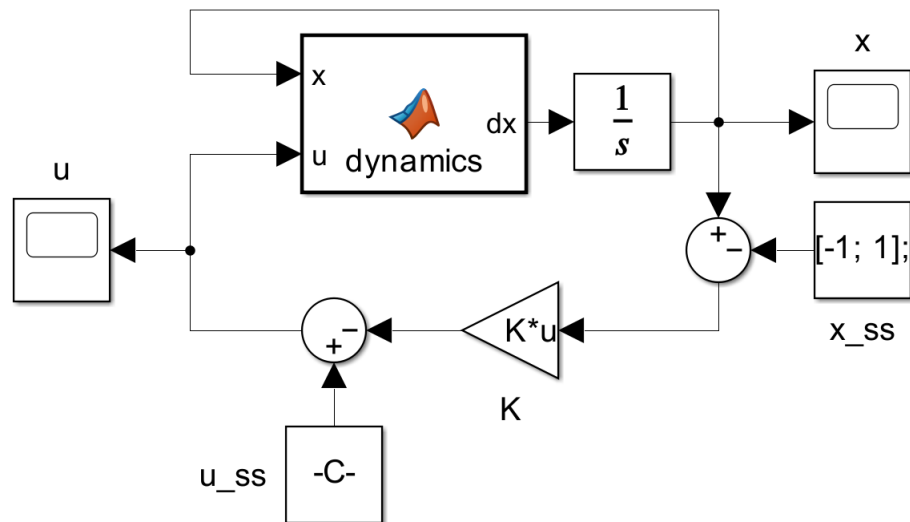 x
x
dx
1
s
u
dynamics
u
+
−
[-1; 1];
x_ss
−
+
K*u
K
u_ss
-C-